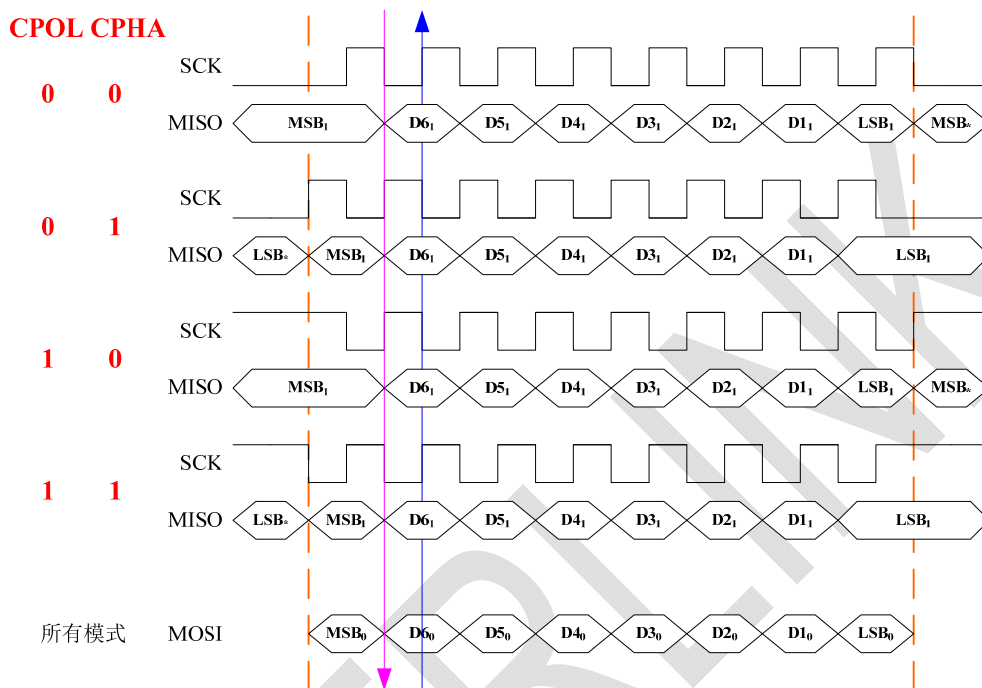 CPOL CPHA
SCK
0 0
MISO MSB₁ D6₁ D5₁ D4₁ D3₁ D2₁ D1₁ LSB₁ MSB*
SCK
0 1
MISO LSB* MSB₁ D6₁ D5₁ D4₁ D3₁ D2₁ D1₁ LSB₁
SCK
1 0
MISO MSB₁ D6₁ D5₁ D4₁ D3₁ D2₁ D1₁ LSB₁ MSB*
SCK
1 1
MISO LSB* MSB₁ D6₁ D5₁ D4₁ D3₁ D2₁ D1₁ LSB₁
所有模式 MOSI MSB₀ D6₀ D5₀ D4₀ D3₀ D2₀ D1₀ LSB₀